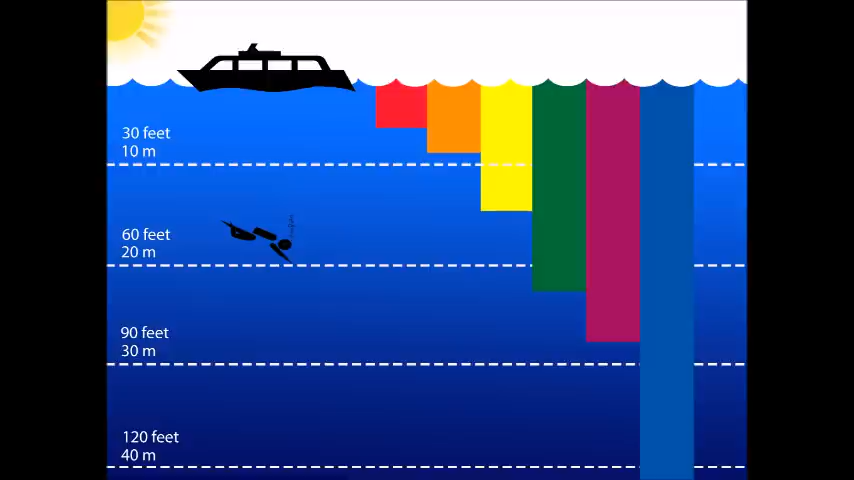 30 feet
10 m
60 feet
20 m
90 feet
30 m
120 feet
40 m